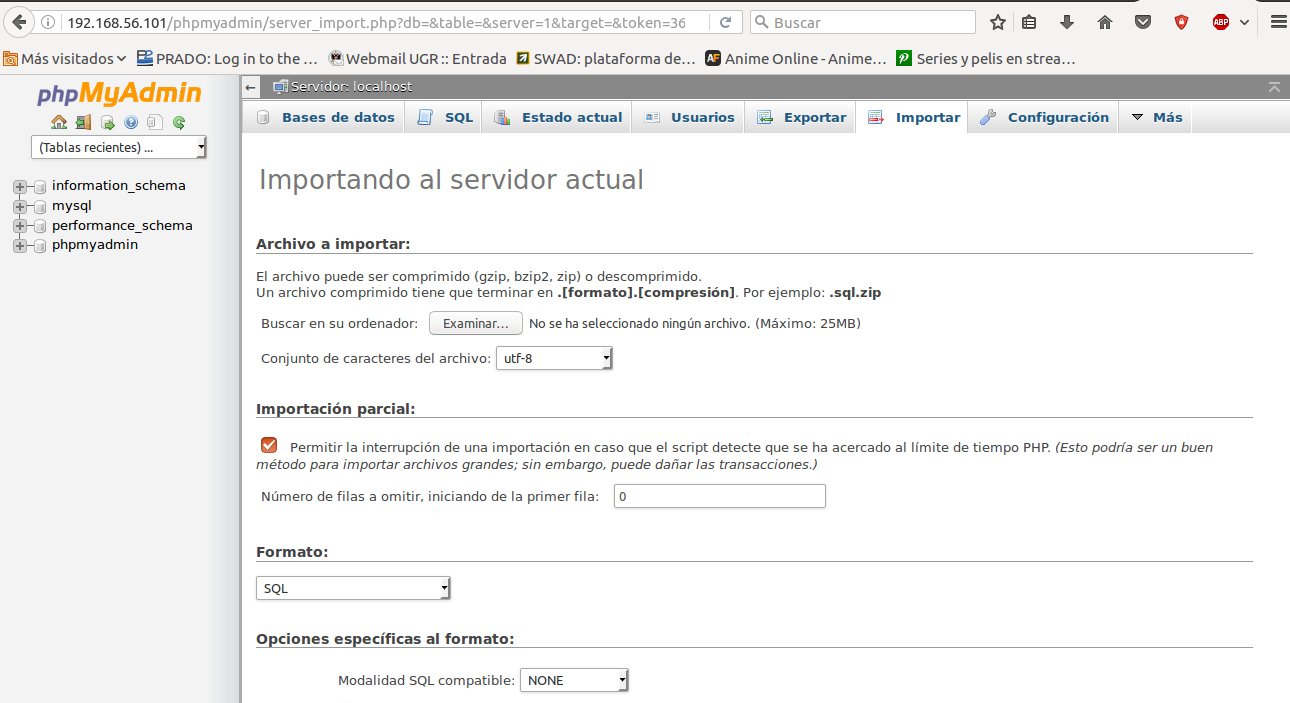 192.168.56.101/phpmyadmin/server_import.php?db=&table=&server=1&target=&token=36
Buscar
ABP
Más visitados
PRADO: Log in to the ...
Webmail UGR :: Entrada
SWAD: plataforma de...
AF Anime Online - Anime...
Series y pelis en strea...
phpMyAdmin
(Tablas recientes) ...
information_schema
mysql
performance_schema
phpmyadmin
Servidor: localhost
Bases de datos
SQL
Estado actual
Usuarios
Exportar
Importar
Configuración
Más
Importando al servidor actual
Archivo a importar:
El archivo puede ser comprimido (gzip, bzip2, zip) o descomprimido.
Un archivo comprimido tiene que terminar en .[formato].[compresión]. Por ejemplo: .sql.zip
Buscar en su ordenador: Examinar... No se ha seleccionado ningún archivo. (Máximo: 25MB)
Conjunto de caracteres del archivo: utf-8
Importación parcial:
Permitir la interrupción de una importación en caso que el script detecte que se ha acercado al límite de tiempo PHP. (Esto podría ser un buen
método para importar archivos grandes; sin embargo, puede dañar las transacciones.)
Número de filas a omitir, iniciando de la primer fila: 0
Formato:
SQL
Opciones específicas al formato:
Modalidad SQL compatible: NONE